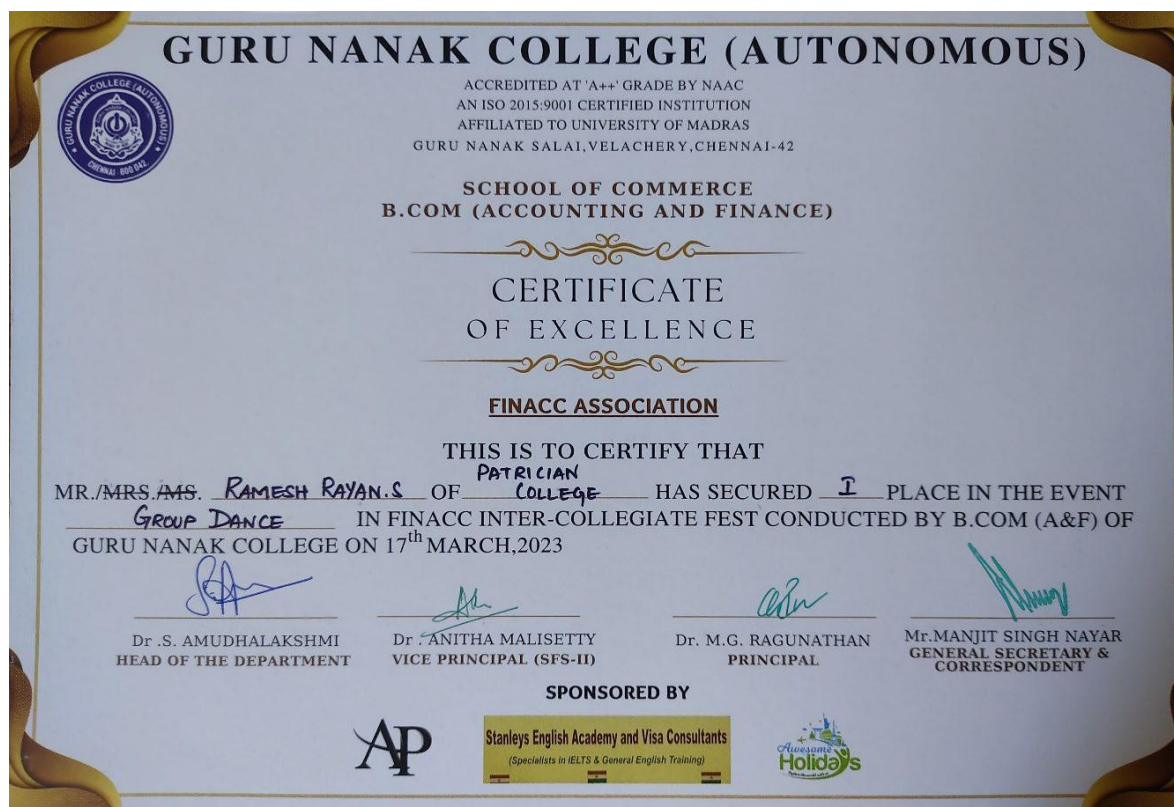 GURU NANAK COLLEGE (AUTONOMOUS)
ACCREDITED AT 'A++' GRADE BY NAAC
AN ISO 2015:9001 CERTIFIED INSTITUTION
AFFILIATED TO UNIVERSITY OF MADRAS
GURU NANAK SALAI,VELACHERY,CHENNAI-42
GURU NANAK COLLEGE (AUTONOMOUS)
CHENNAI 600 042.
SCHOOL OF COMMERCE
B.COM (ACCOUNTING AND FINANCE)
CERTIFICATE
OF EXCELLENCE
FINACC ASSOCIATION
THIS IS TO CERTIFY THAT
MR./MRS./MS. RAMESH RAYAN.S OF PATRICIAN COLLEGE HAS SECURED I PLACE IN THE EVENT
GROUP DANCE IN FINACC INTER-COLLEGIATE FEST CONDUCTED BY B.COM (A&F) OF
GURU NANAK COLLEGE ON 17th MARCH,2023
Dr .S. AMUDHALAKSHMI
HEAD OF THE DEPARTMENT
Dr . ANITHA MALISETTY
VICE PRINCIPAL (SFS-II)
Dr. M.G. RAGUNATHAN
PRINCIPAL
Mr.MANJIT SINGH NAYAR
GENERAL SECRETARY &
CORRESPONDENT
SPONSORED BY
AP
Stanleys English Academy and Visa Consultants
(Specialists in IELTS & General English Training)
Awesome
Holidays